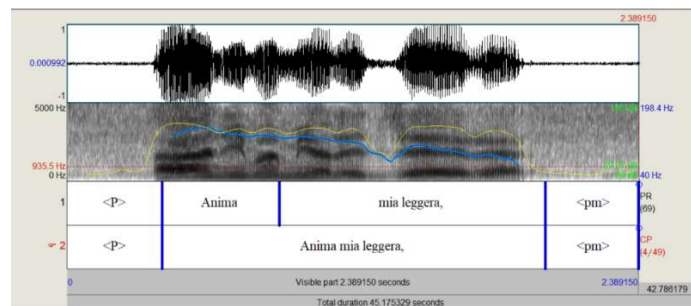 2.389150
1
0.000992
-1
5000 Hz 198.4 Hz
935.5 Hz
0 Hz 40 Hz
1 <P> Anima mia leggera, <pm> PR
(69)
2 <P> Anima mia leggera, <pm> CP
(4/49)
0 Visible part 2.389150 seconds 2.389150
42.786179
Total duration 45.175329 seconds